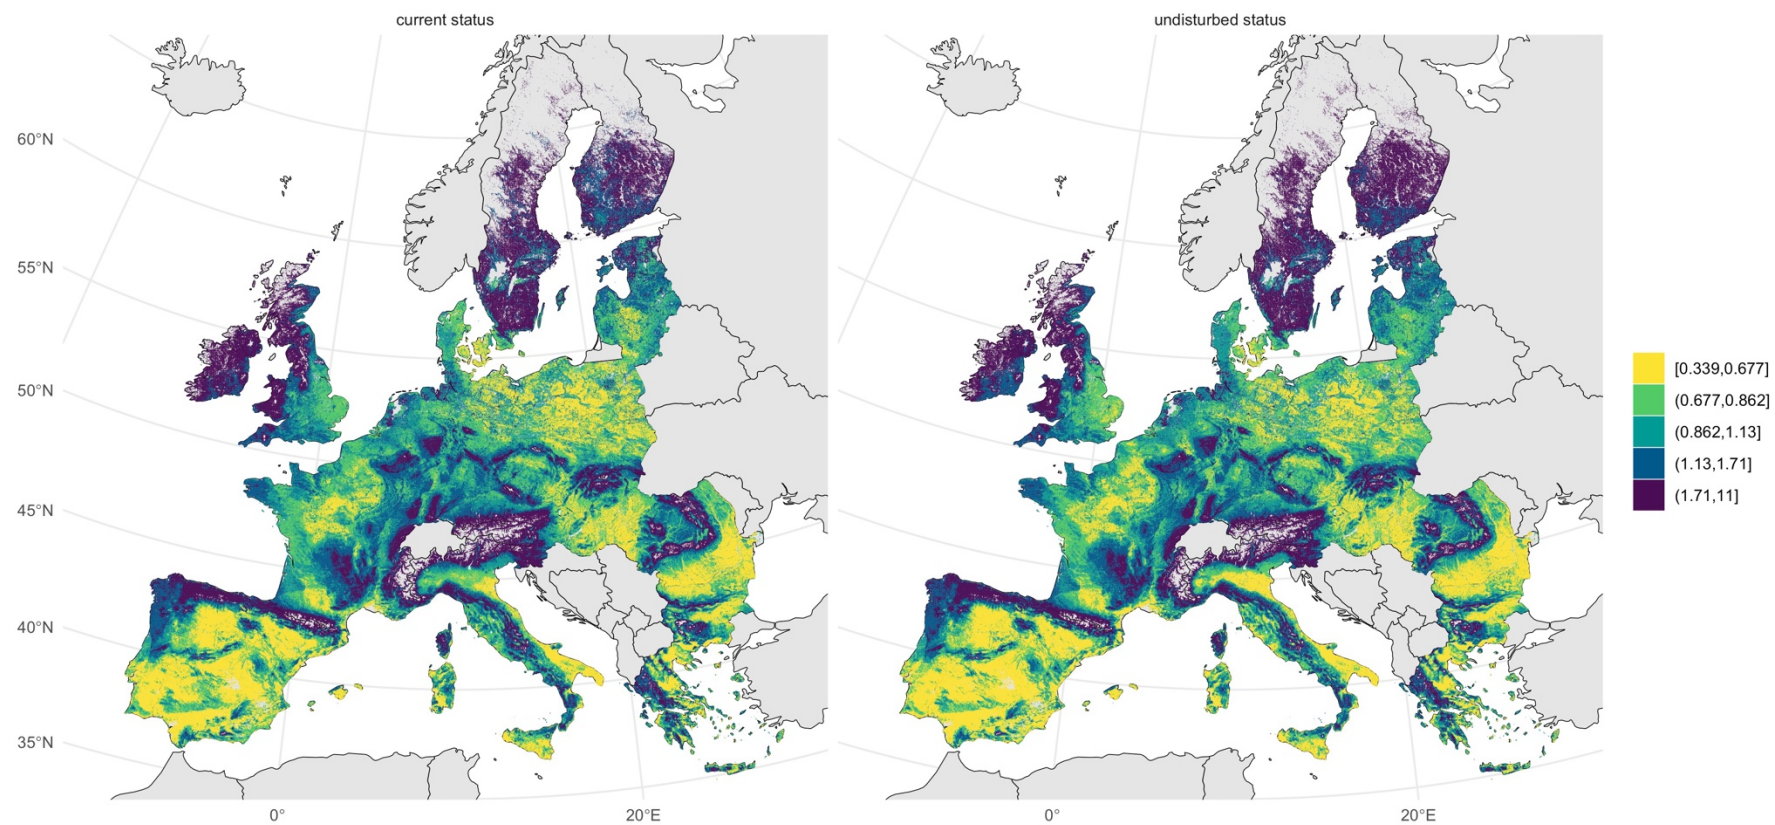 current status
undisturbed status
60°N
55°N
50°N
45°N
40°N
35°N
[0.339,0.677]
(0.677,0.862]
(0.862,1.13]
(1.13,1.71]
(1.71,11]
0°
20°E
0°
20°E